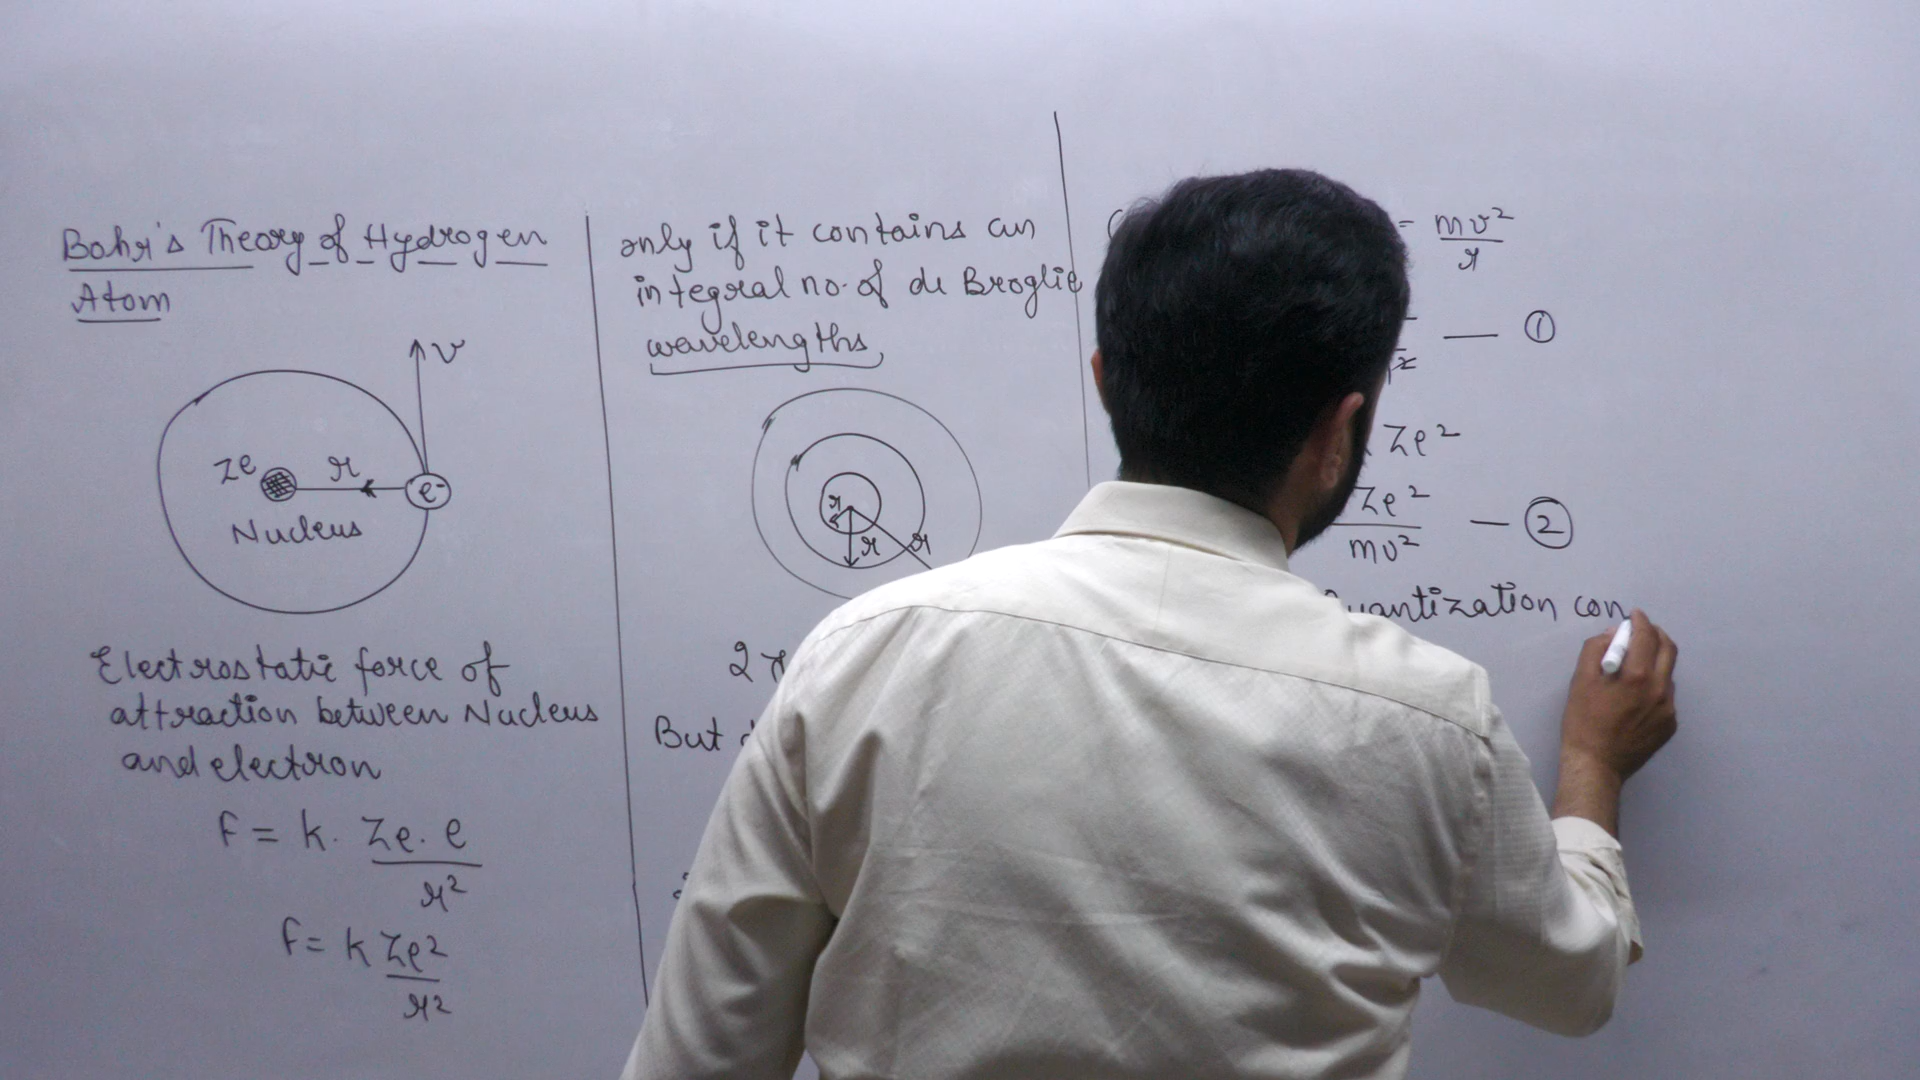 Bohr's Theory of Hydrogen
Atom
v
Ze
r
e-
Nucleus
Electrostatic force of
attraction between Nucleus
and electron
F = k. Ze. e
r²
F = k Ze²
r²
only if it contains an
integral no. of de Broglie
wavelengths
r
r
r
2π
But
= mv²
r
— ①
Ze²
Ze²
mv²
— ②
Quantization con